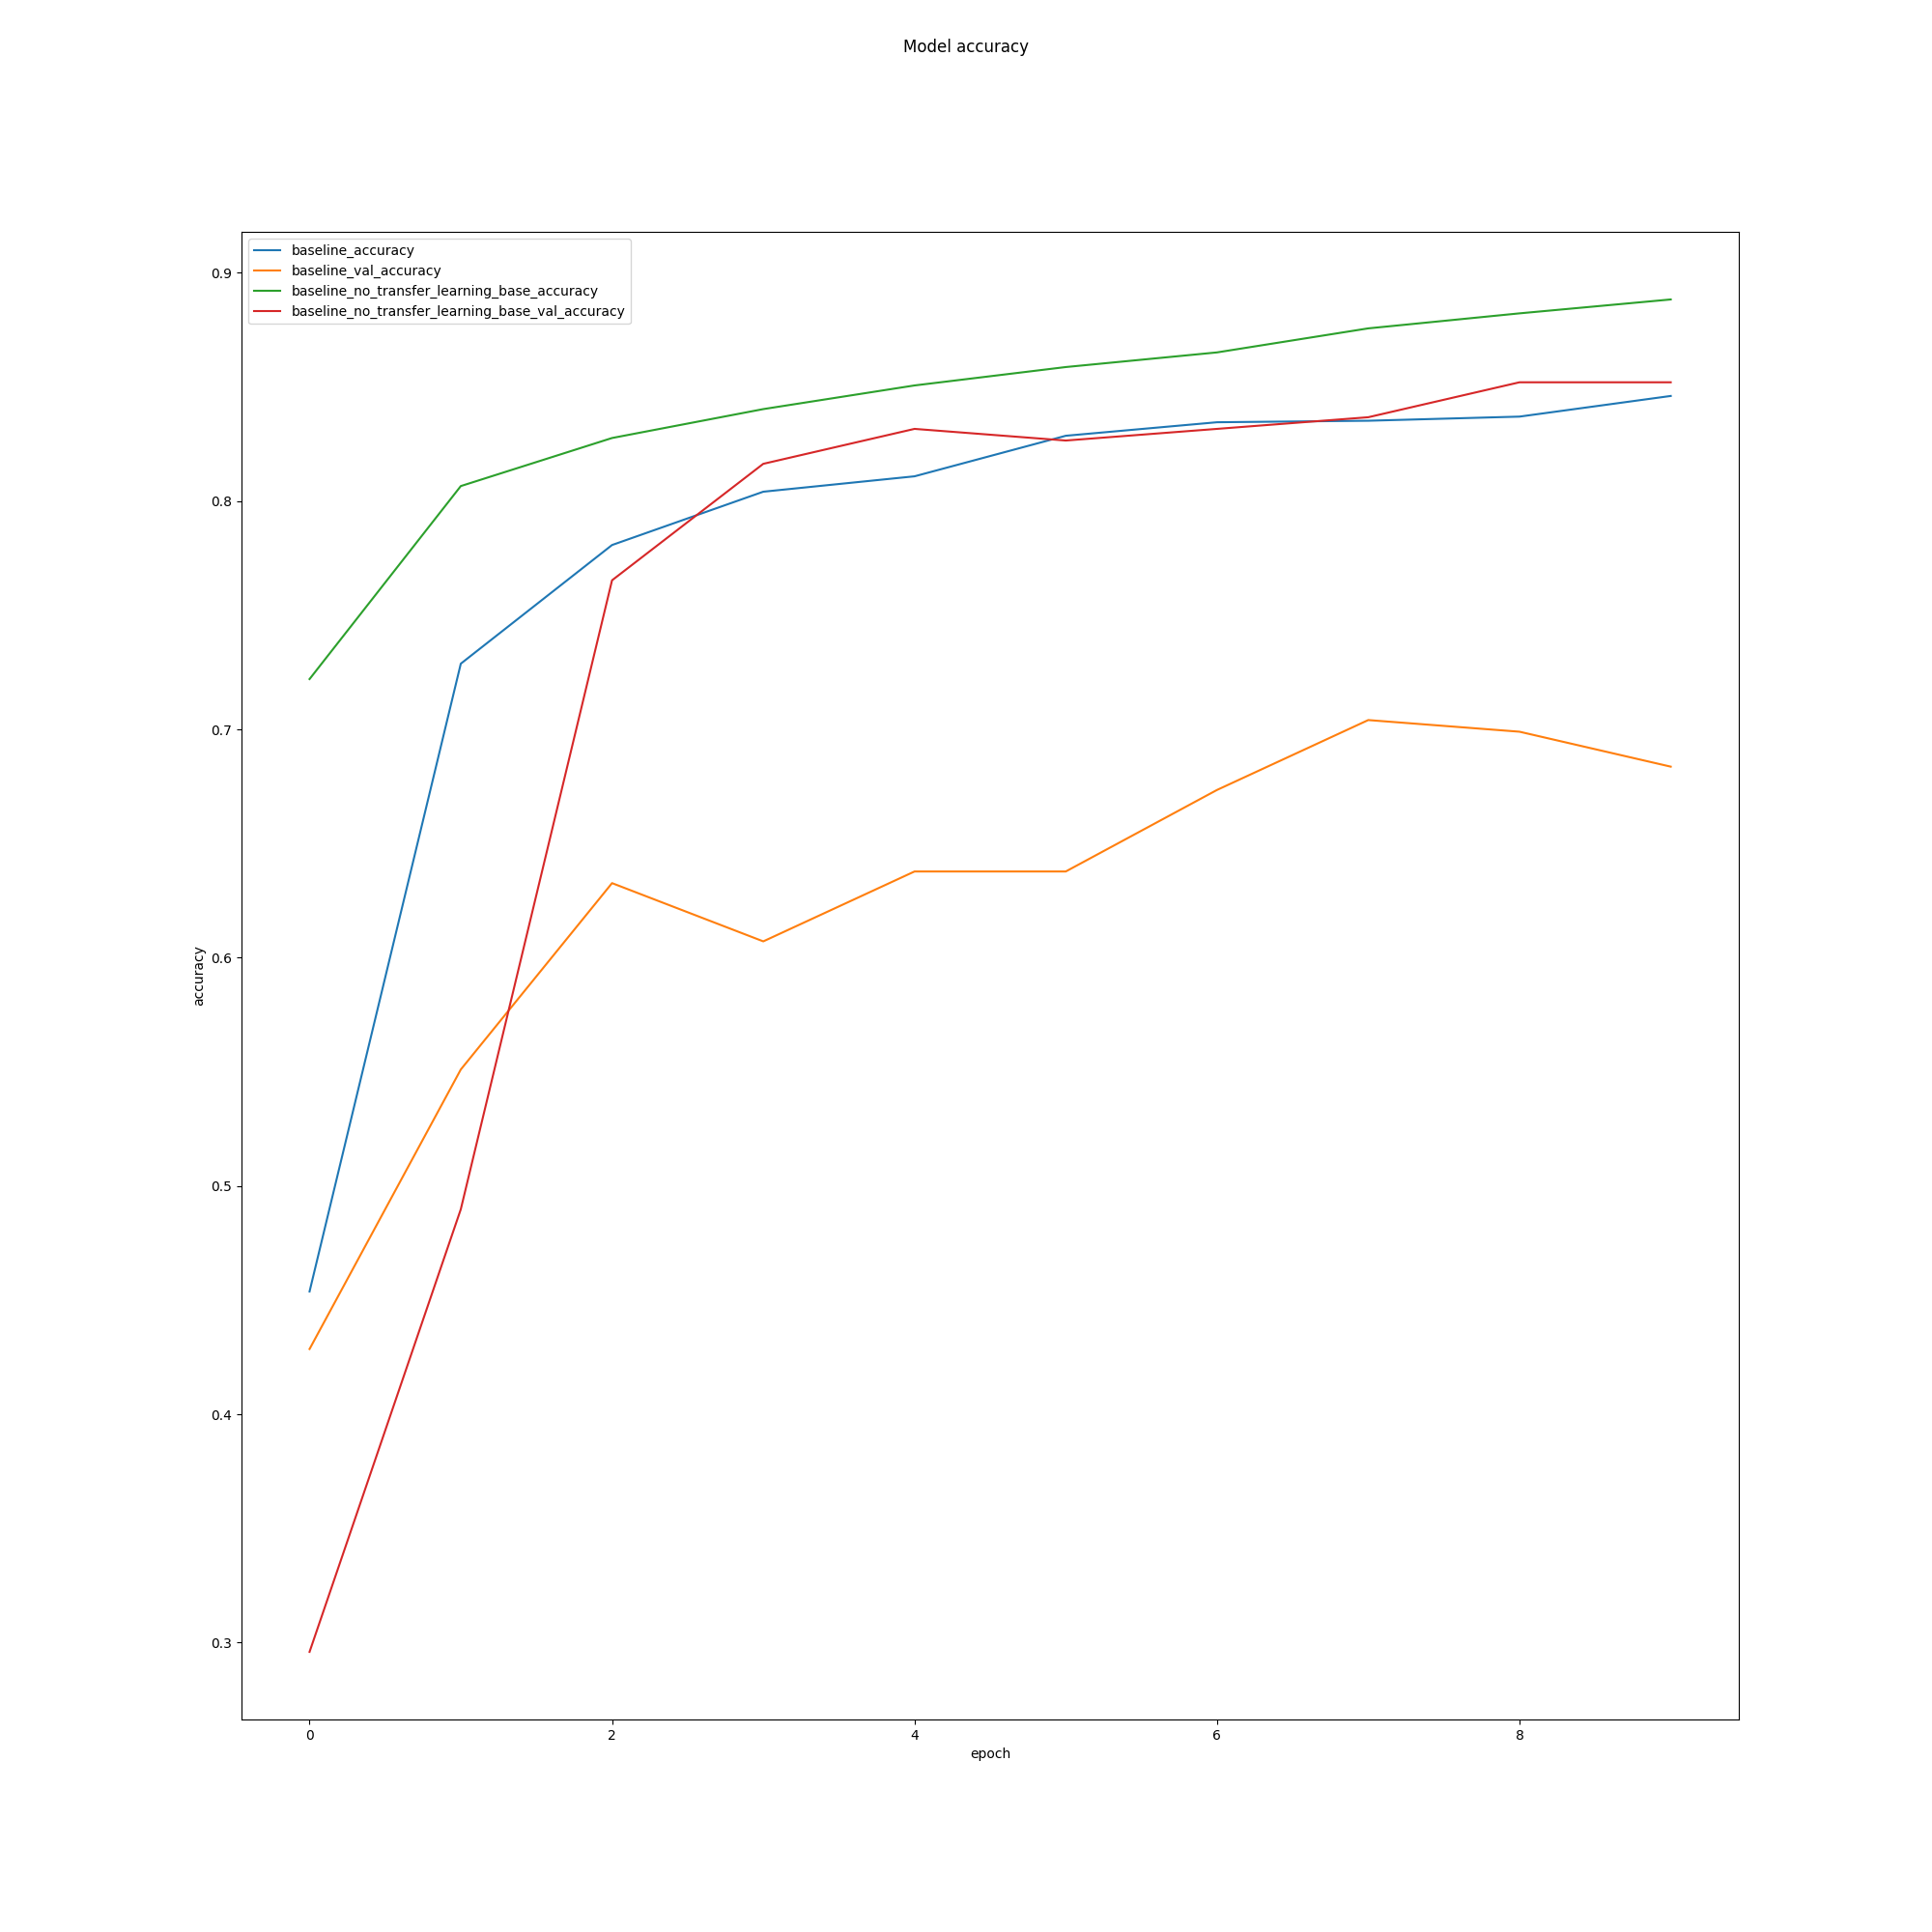 Model accuracy
baseline_accuracy
baseline_val_accuracy
baseline_no_transfer_learning_base_accuracy
baseline_no_transfer_learning_base_val_accuracy
0.9
0.8
0.7
0.6
0.5
0.4
0.3
accuracy
0 2 4 6 8
epoch